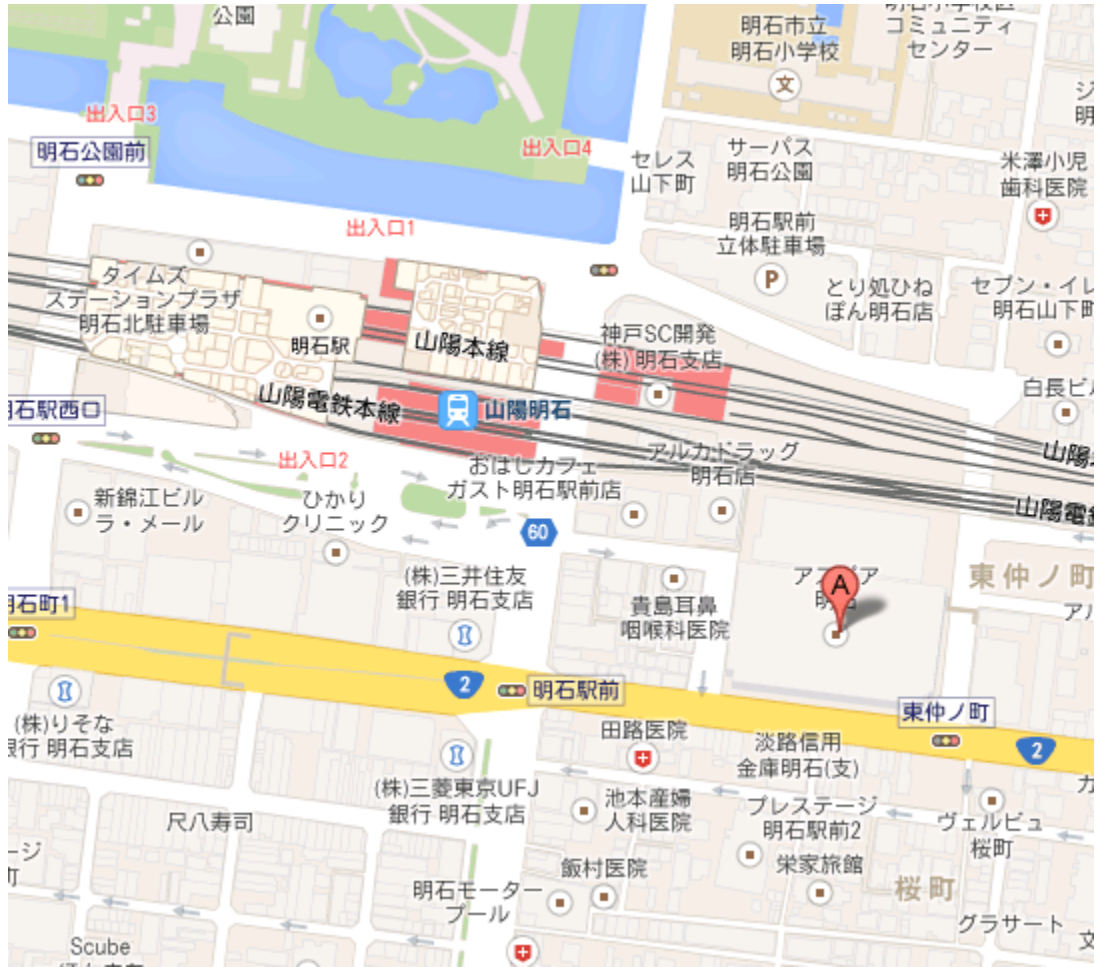 公園
明石市立
明石小学校
文
コミュニティ
センター
出入口3
明石公園前
出入口4
セレス
山下町
サーパス
明石公園
米澤小児
歯科医院
出入口1
明石駅前
立体駐車場
P
とり処ひね
ぽん明石店
セブン・イレ
明石山下町
タイムズ
ステーションプラザ
明石北駐車場
明石駅
山陽本線
神戸SC開発
(株) 明石支店
白長ビル
山陽電鉄本線
山陽明石
石駅西口
出入口2
おはしカフェ
ガスト明石駅前店
アルカドラッグ
明石店
山陽
山陽電鉄
新錦江ビル
ラ・メール
ひかり
クリニック
60
(株)三井住友
銀行 明石支店
貴島耳鼻
咽喉科医院
A
東仲ノ町
石町1
2
明石駅前
東仲ノ町
2
(株)りそな
銀行 明石支店
田路医院
淡路信用
金庫明石(支)
(株)三菱東京UFJ
銀行 明石支店
池本産婦
人科医院
プレステージ
明石駅前2
ヴェルビュ
桜町
尺八寿司
飯村医院
栄家旅館
桜町
明石モーター
プール
グラサート
Scube